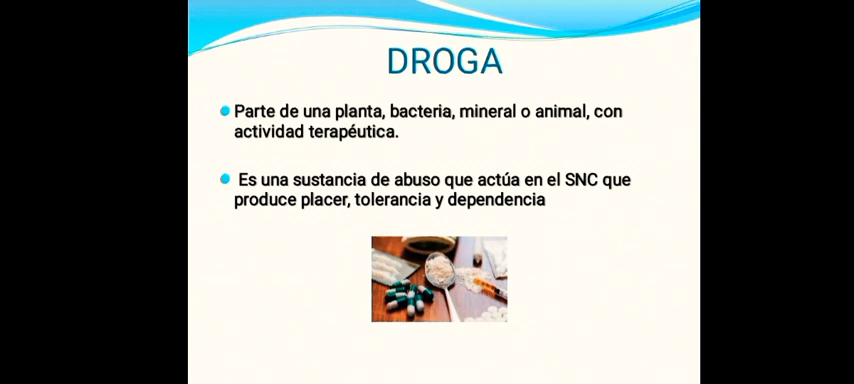 DROGA
Parte de una planta, bacteria, mineral o animal, con
actividad terapéutica.
Es una sustancia de abuso que actúa en el SNC que
produce placer, tolerancia y dependencia